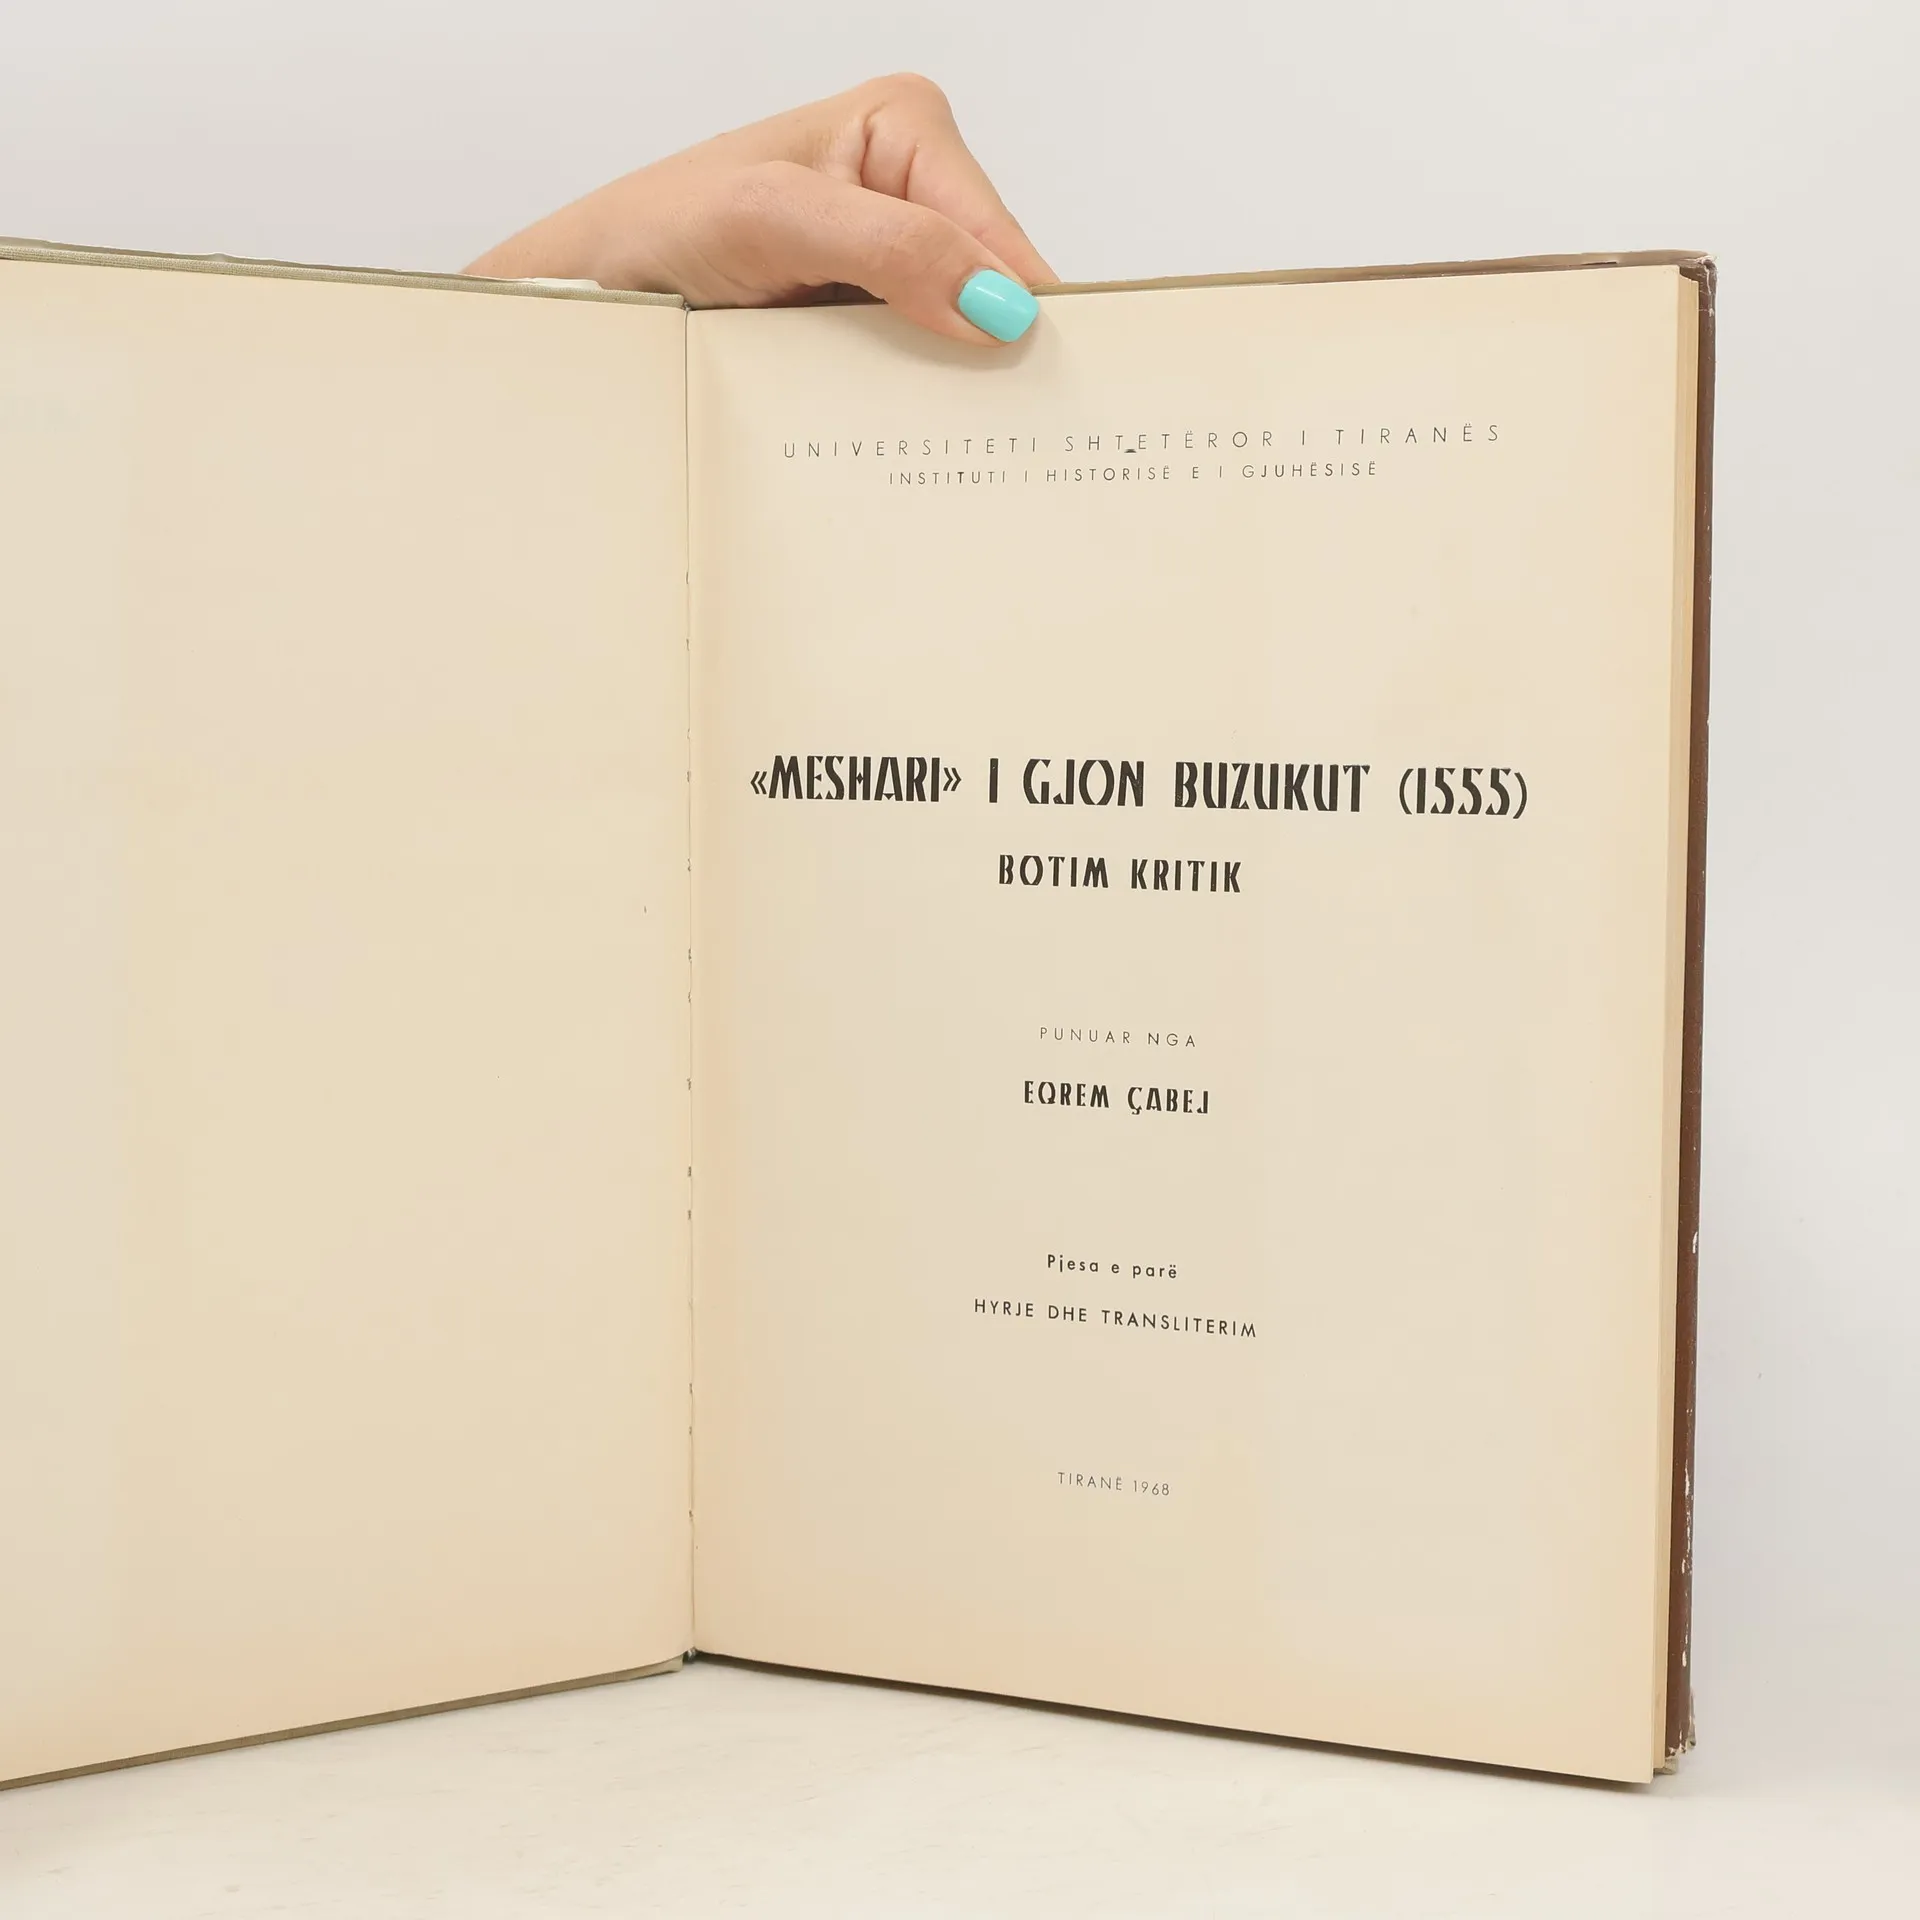 UNIVERSITETI SHTETËROR I TIRANËS
INSTITUTI I HISTORISË E I GJUHËSISË
«MESHARI» I GJON BUZUKUT (1555)
BOTIM KRITIK
PUNUAR NGA
EQREM ÇABEJ
Pjesa e parë
HYRJE DHE TRANSLITERIM
TIRANË 1968